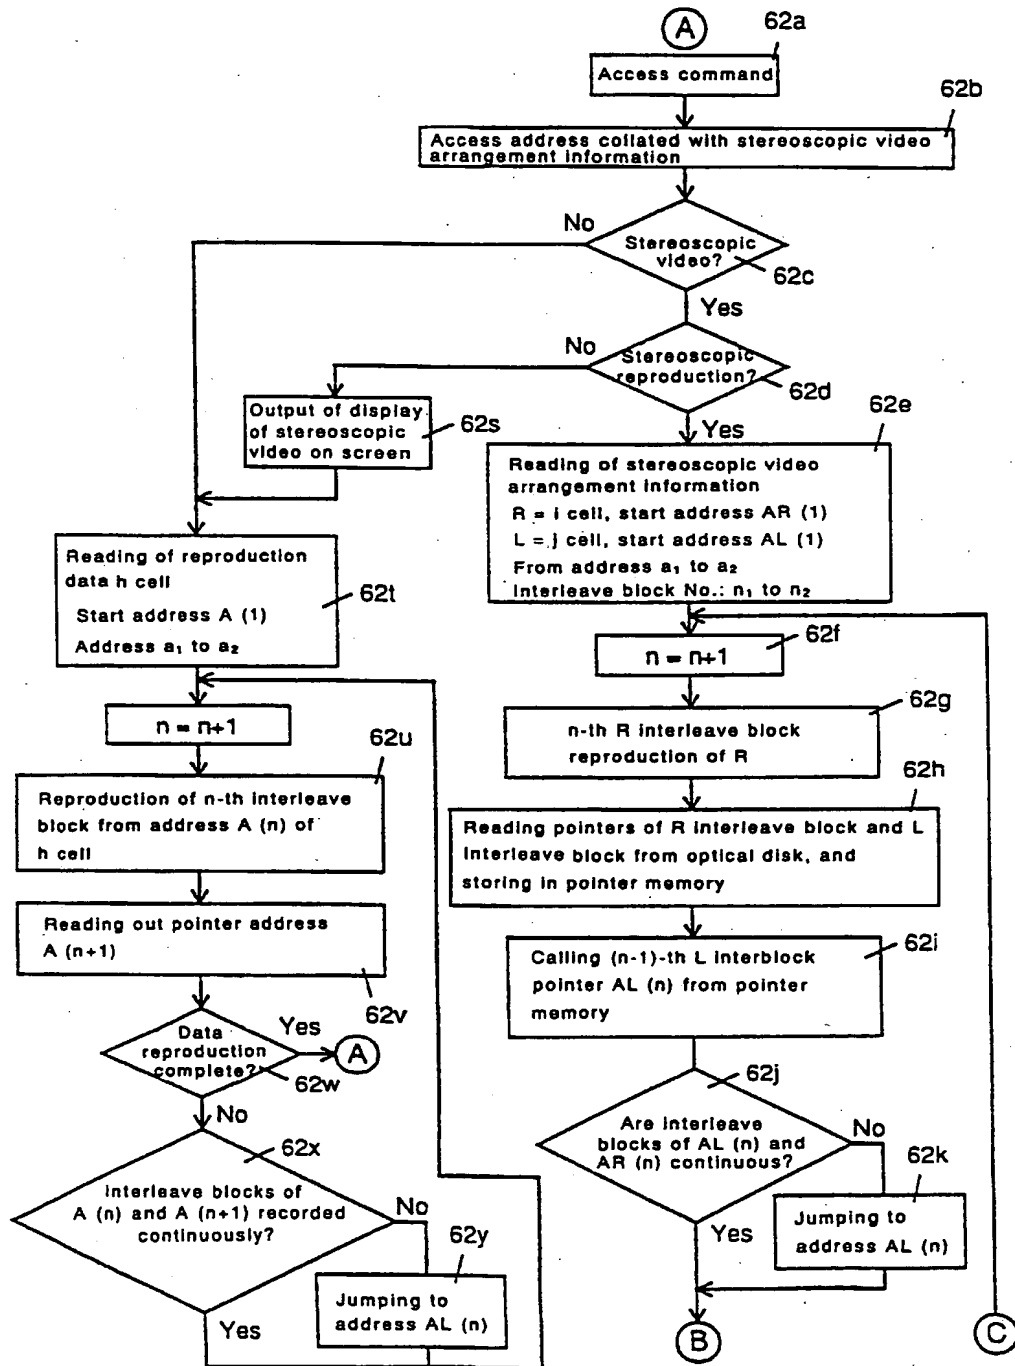 A
62a
Access command
62b
Access address collated with stereoscopic video
arrangement information
No
Stereoscopic
video?
62c
Yes
No
Stereoscopic
reproduction?
62d
Yes
Output of display
of stereoscopic
video on screen
62s
62e
Reading of stereoscopic video
arrangement information
R = i cell, start address AR (1)
L = j cell, start address AL (1)
From address a₁ to a₂
Interleave block No.: n₁ to n₂
Reading of reproduction
data h cell
Start address A (1)
Address a₁ to a₂
62t
62f
n = n+1
n = n+1
62g
n-th R interleave block
reproduction of R
62u
Reproduction of n-th interleave
block from address A (n) of
h cell
62h
Reading pointers of R interleave block and L
interleave block from optical disk, and
storing in pointer memory
Reading out pointer address
A (n+1)
62v
62i
Calling (n-1)-th L interblock
pointer AL (n) from pointer
memory
Data
reproduction
complete?
Yes
A
62w
No
62j
Are interleave
blocks of AL (n) and
AR (n) continuous?
No
62k
Jumping to
address AL (n)
Yes
62x
Interleave blocks of
A (n) and A (n+1) recorded
continuously?
No
62y
Jumping to
address AL (n)
Yes
B
C